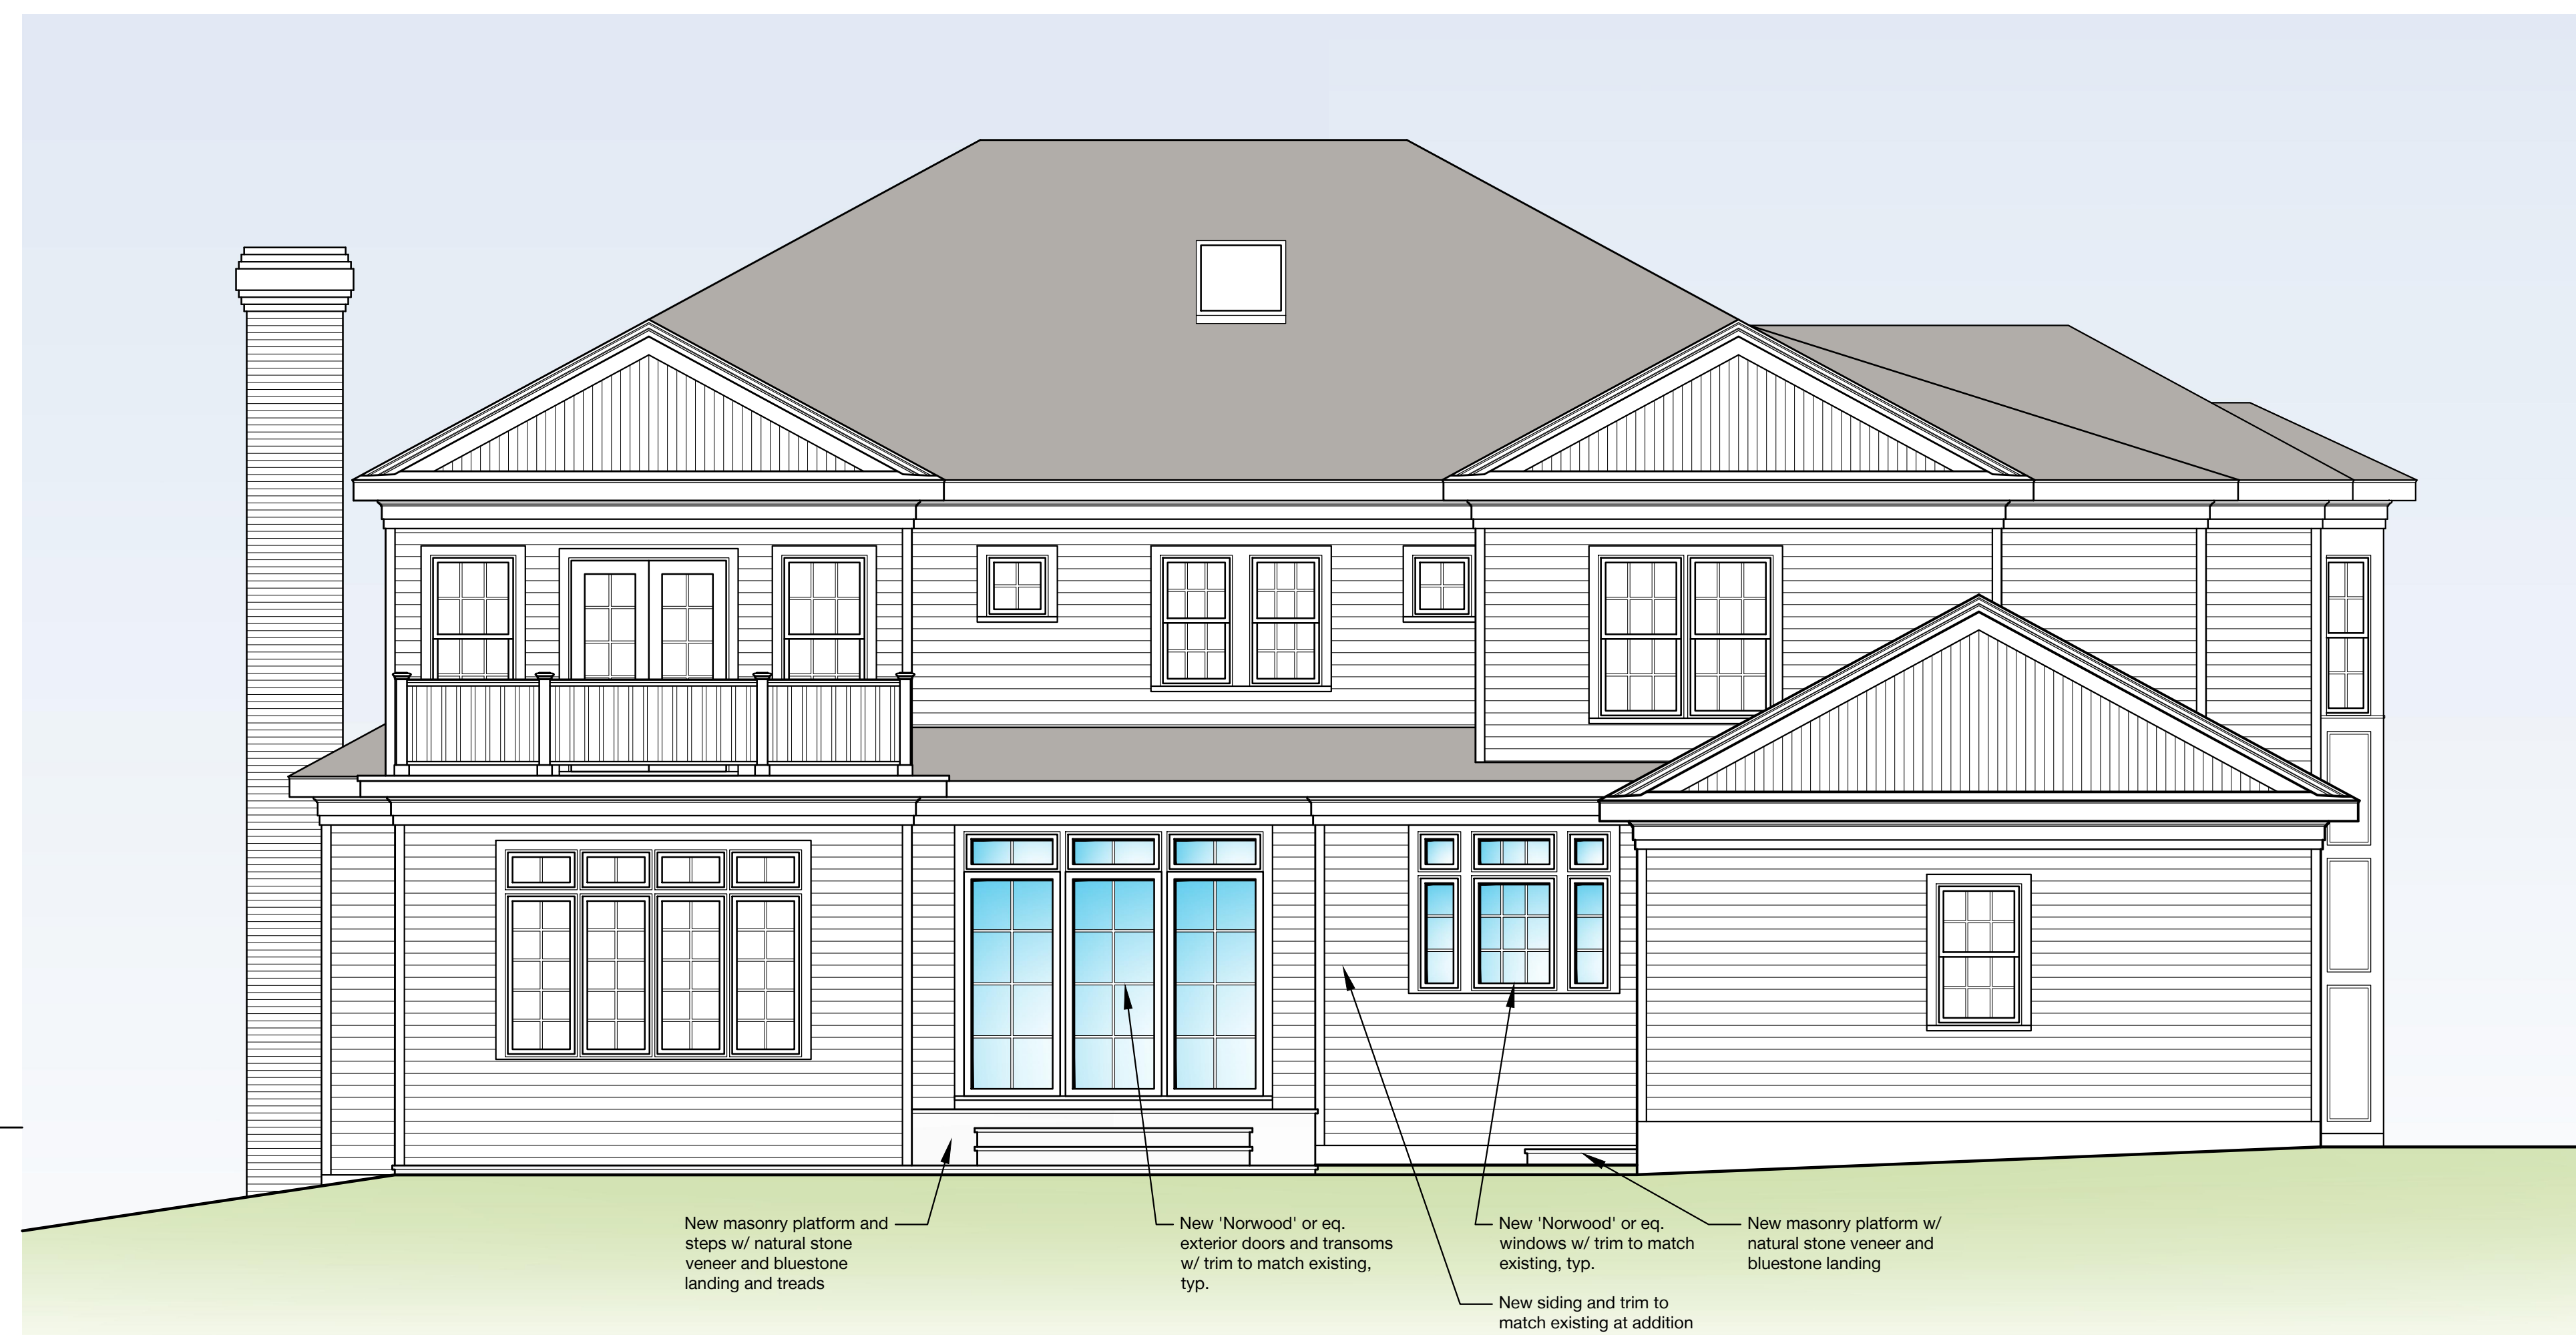 New masonry platform and
steps w/ natural stone
veneer and bluestone
landing and treads
New 'Norwood' or eq.
exterior doors and transoms
w/ trim to match existing,
typ.
New 'Norwood' or eq.
windows w/ trim to match
existing, typ.
New masonry platform w/
natural stone veneer and
bluestone landing
New siding and trim to
match existing at addition